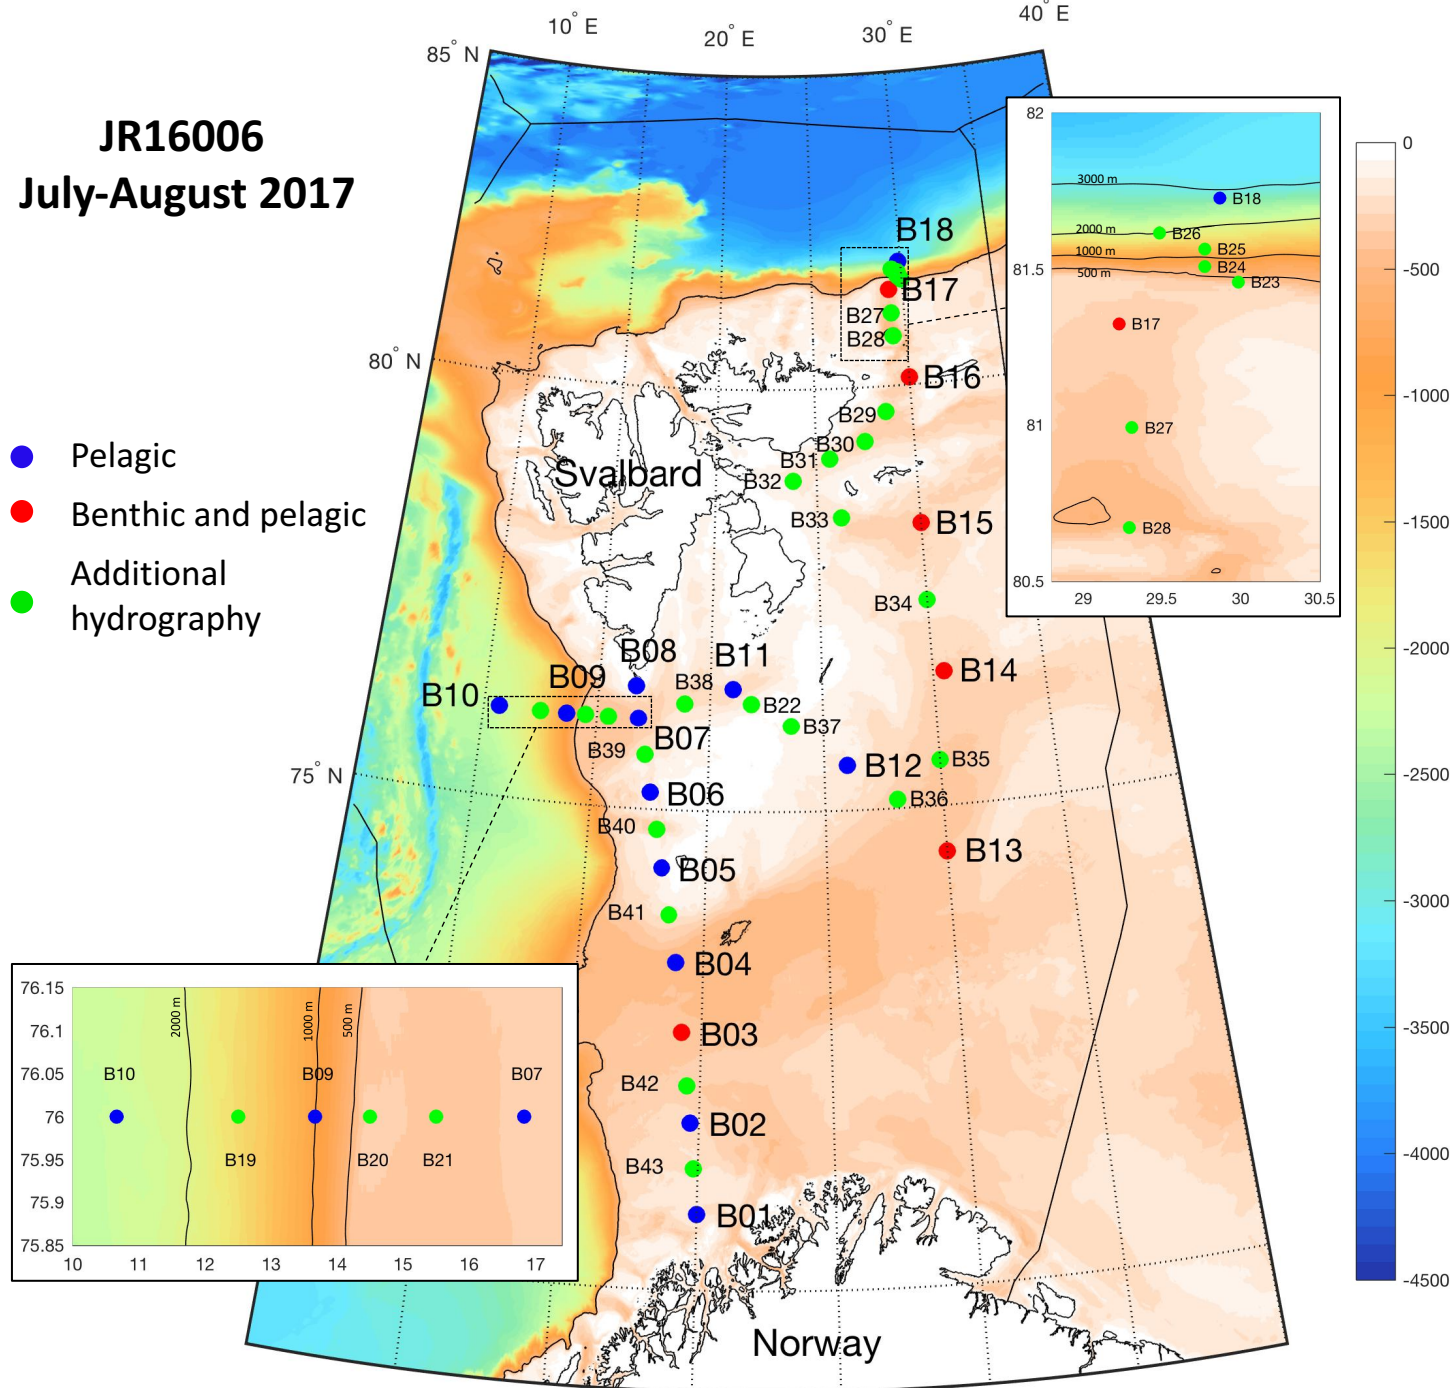 JR16006
July-August 2017
Pelagic
Benthic and pelagic
Additional
hydrography
10° E
20° E
30° E
40° E
85° N
80° N
75° N
B18
B17
B27
B28
B16
B29
B30
B31
B32
Svalbard
B33
B15
B34
B08
B11
B14
B09
B38
B10
B22
B07
B37
B39
B12
B35
B06
B36
B40
B13
B05
B41
B04
B03
B42
B02
B43
B01
Norway
82
81.5
81
80.5
29
29.5
30
30.5
3000 m
2000 m
1000 m
500 m
B18
B26
B25
B24
B23
B17
B27
B28
0
-500
-1000
-1500
-2000
-2500
-3000
-3500
-4000
-4500
76.15
76.1
76.05
76
75.95
75.9
75.85
10
11
12
13
14
15
16
17
2000 m
1000 m
500 m
B10
B09
B07
B19
B20
B21